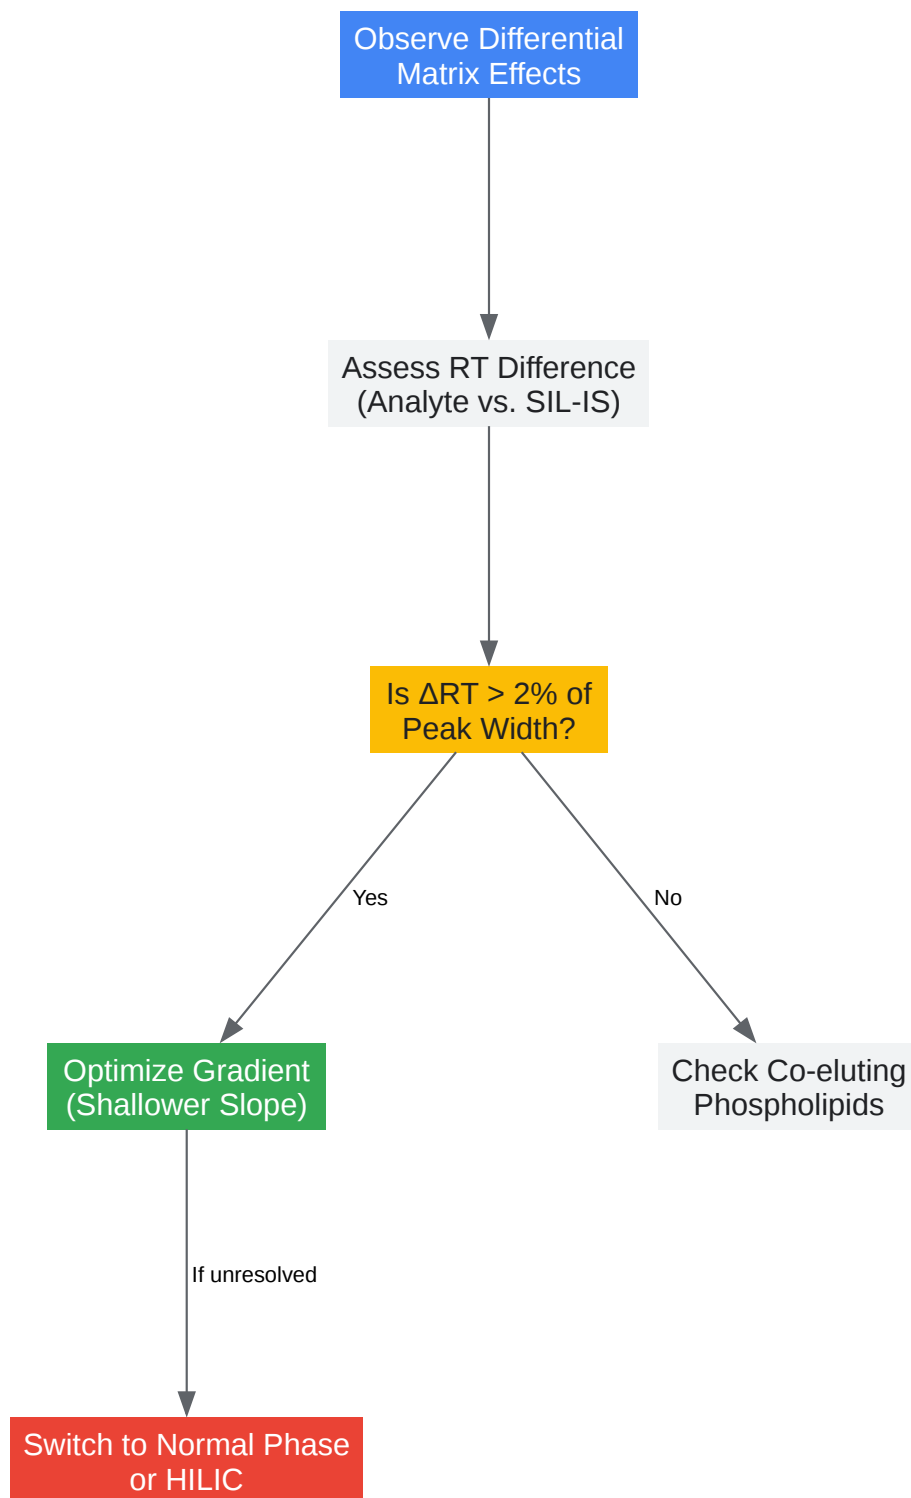 Observe Differential
Matrix Effects
Assess RT Difference
(Analyte vs. SIL-IS)
Is ΔRT > 2% of
Peak Width?
Yes
No
Optimize Gradient
(Shallower Slope)
Check Co-eluting
Phospholipids
If unresolved
Switch to Normal Phase
or HILIC